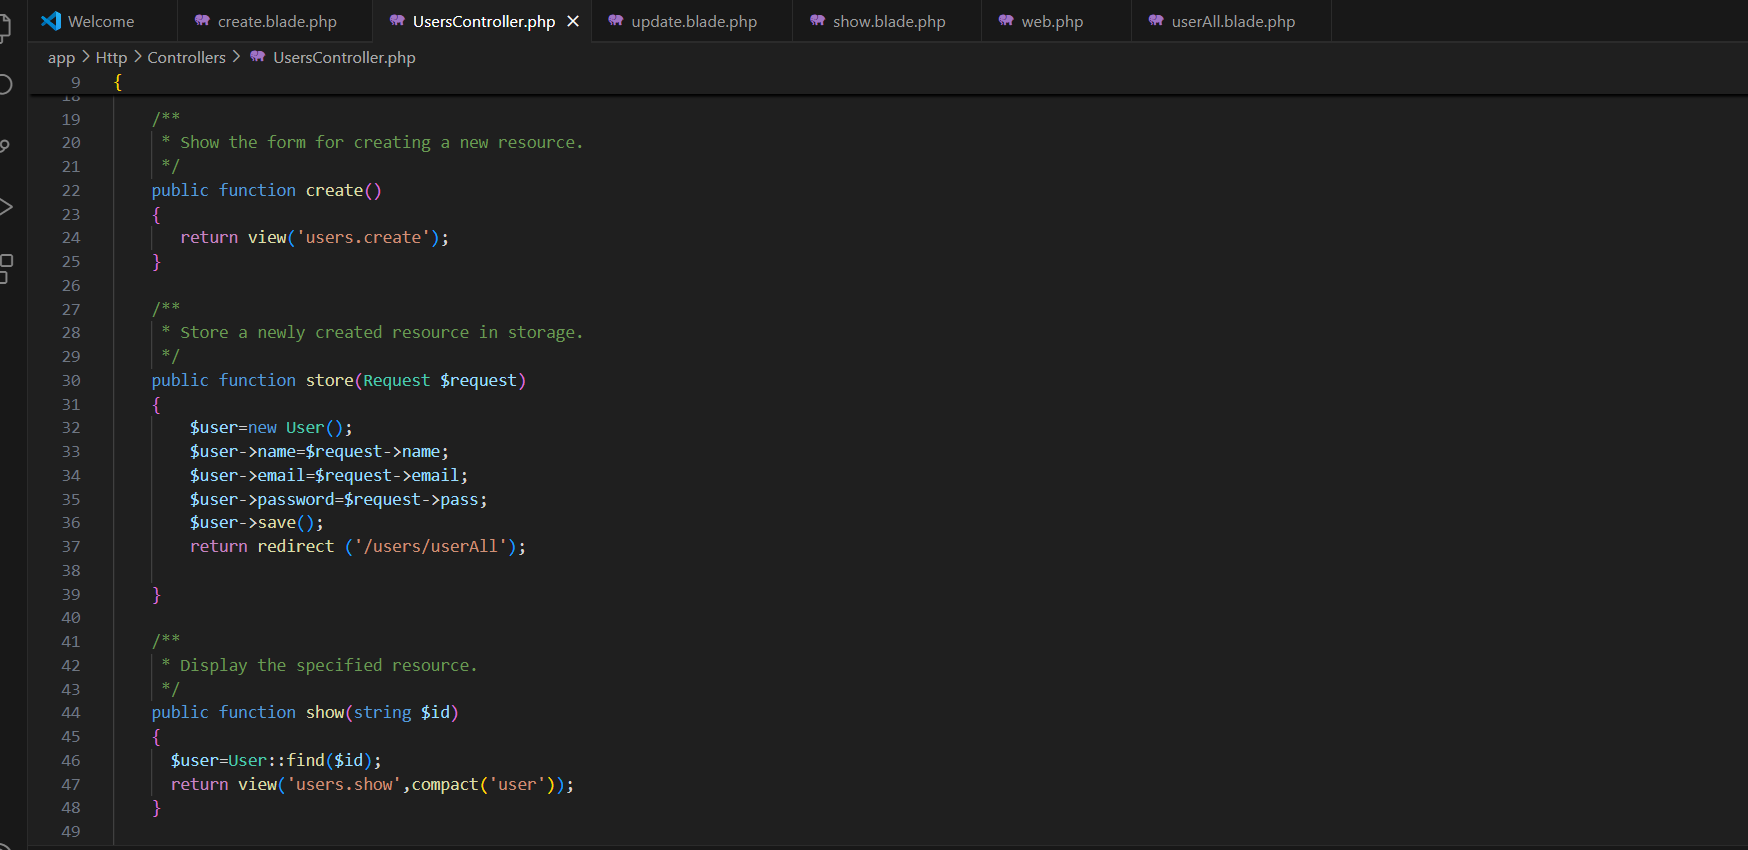 Welcome create.blade.php UsersController.php update.blade.php show.blade.php web.php userAll.blade.php
app > Http > Controllers > UsersController.php
9 {
18
19 /**
20 * Show the form for creating a new resource.
21 */
22 public function create()
23 {
24 return view('users.create');
25 }
26
27 /**
28 * Store a newly created resource in storage.
29 */
30 public function store(Request $request)
31 {
32 $user=new User();
33 $user->name=$request->name;
34 $user->email=$request->email;
35 $user->password=$request->pass;
36 $user->save();
37 return redirect ('/users/userAll');
38
39 }
40
41 /**
42 * Display the specified resource.
43 */
44 public function show(string $id)
45 {
46 $user=User::find($id);
47 return view('users.show',compact('user'));
48 }
49